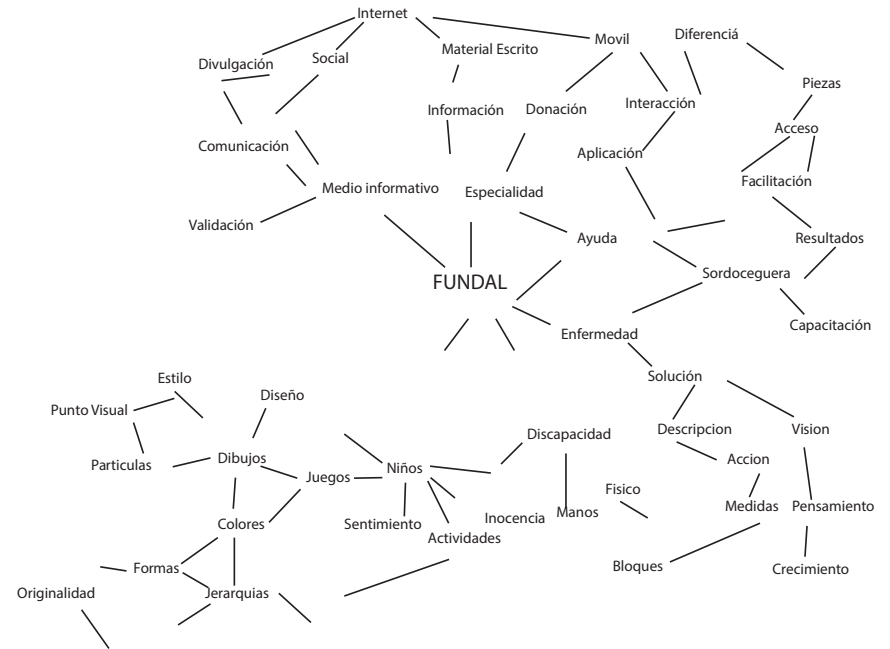 Internet
Diferenciá
Movil
Material Escrito
Social
Divulgación
Piezas
Interacción
Donación
Información
Acceso
Comunicación
Aplicación
Facilitación
Medio informativo
Especialidad
Validación
Ayuda
Resultados
Sordoceguera
FUNDAL
Capacitación
Enfermedad
Solución
Estilo
Diseño
Punto Visual
Discapacidad
Descripcion
Vision
Dibujos
Accion
Particulas
Niños
Juegos
Fisico
Medidas
Pensamiento
Manos
Inocencia
Sentimiento
Colores
Actividades
Bloques
Crecimiento
Formas
Originalidad
Jerarquias